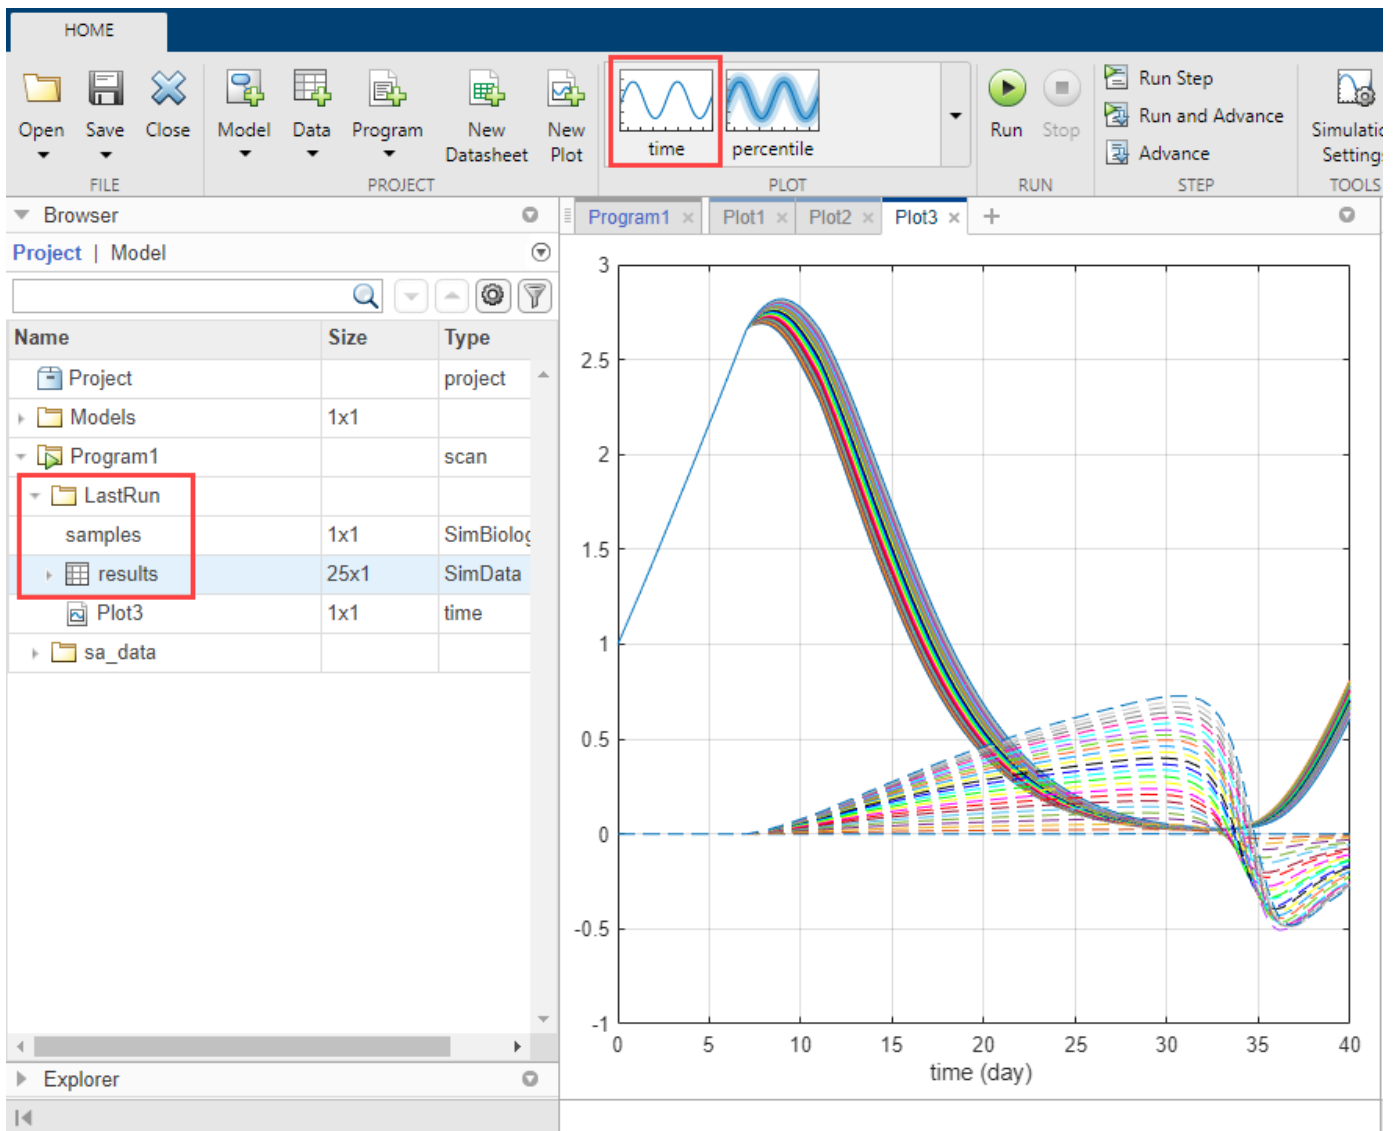 HOME
Open Save Close Model Data Program New Datasheet New Plot
time percentile
Run Stop
Run Step
Run and Advance
Advance
Simulatio
Setting
FILE PROJECT PLOT RUN STEP TOOLS
Browser
Program1 × Plot1 × Plot2 × Plot3 × +
Project | Model
Name Size Type
Project project
Models 1x1
Program1 scan
LastRun
samples 1x1 SimBiolog
results 25x1 SimData
Plot3 1x1 time
sa_data
Explorer
3
2.5
2
1.5
1
0.5
0
-0.5
-1
0 5 10 15 20 25 30 35 40
time (day)